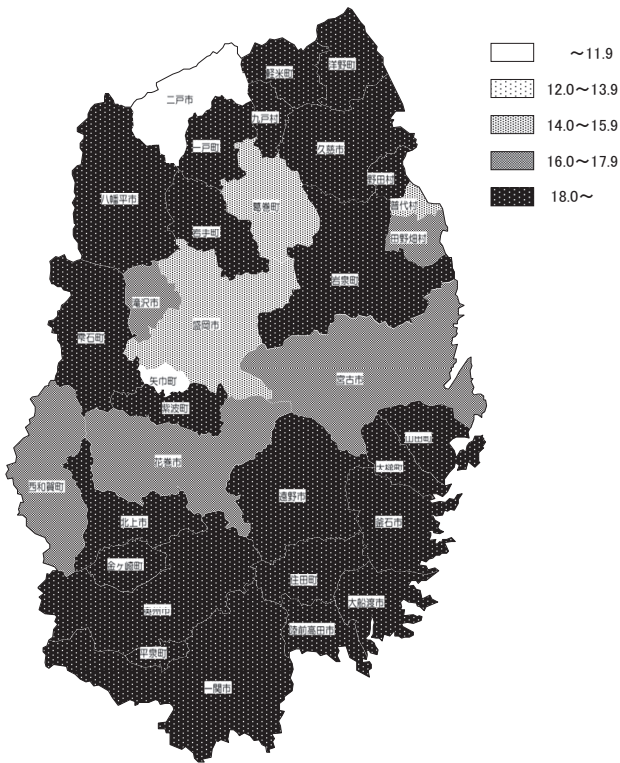 ～11.9
12.0～13.9
14.0～15.9
16.0～17.9
18.0～
洋野町
軽米町
二戸市
九戸村
一戸町
久慈市
野田村
八幡平市
葛巻町
普代村
岩手町
田野畑村
岩泉町
滝沢市
盛岡市
雫石町
矢巾町
宮古市
紫波町
山田町
花巻市
大槌町
西和賀町
遠野市
北上市
釜石市
金ヶ崎町
住田町
大船渡市
奥州市
陸前高田市
平泉町
一関市